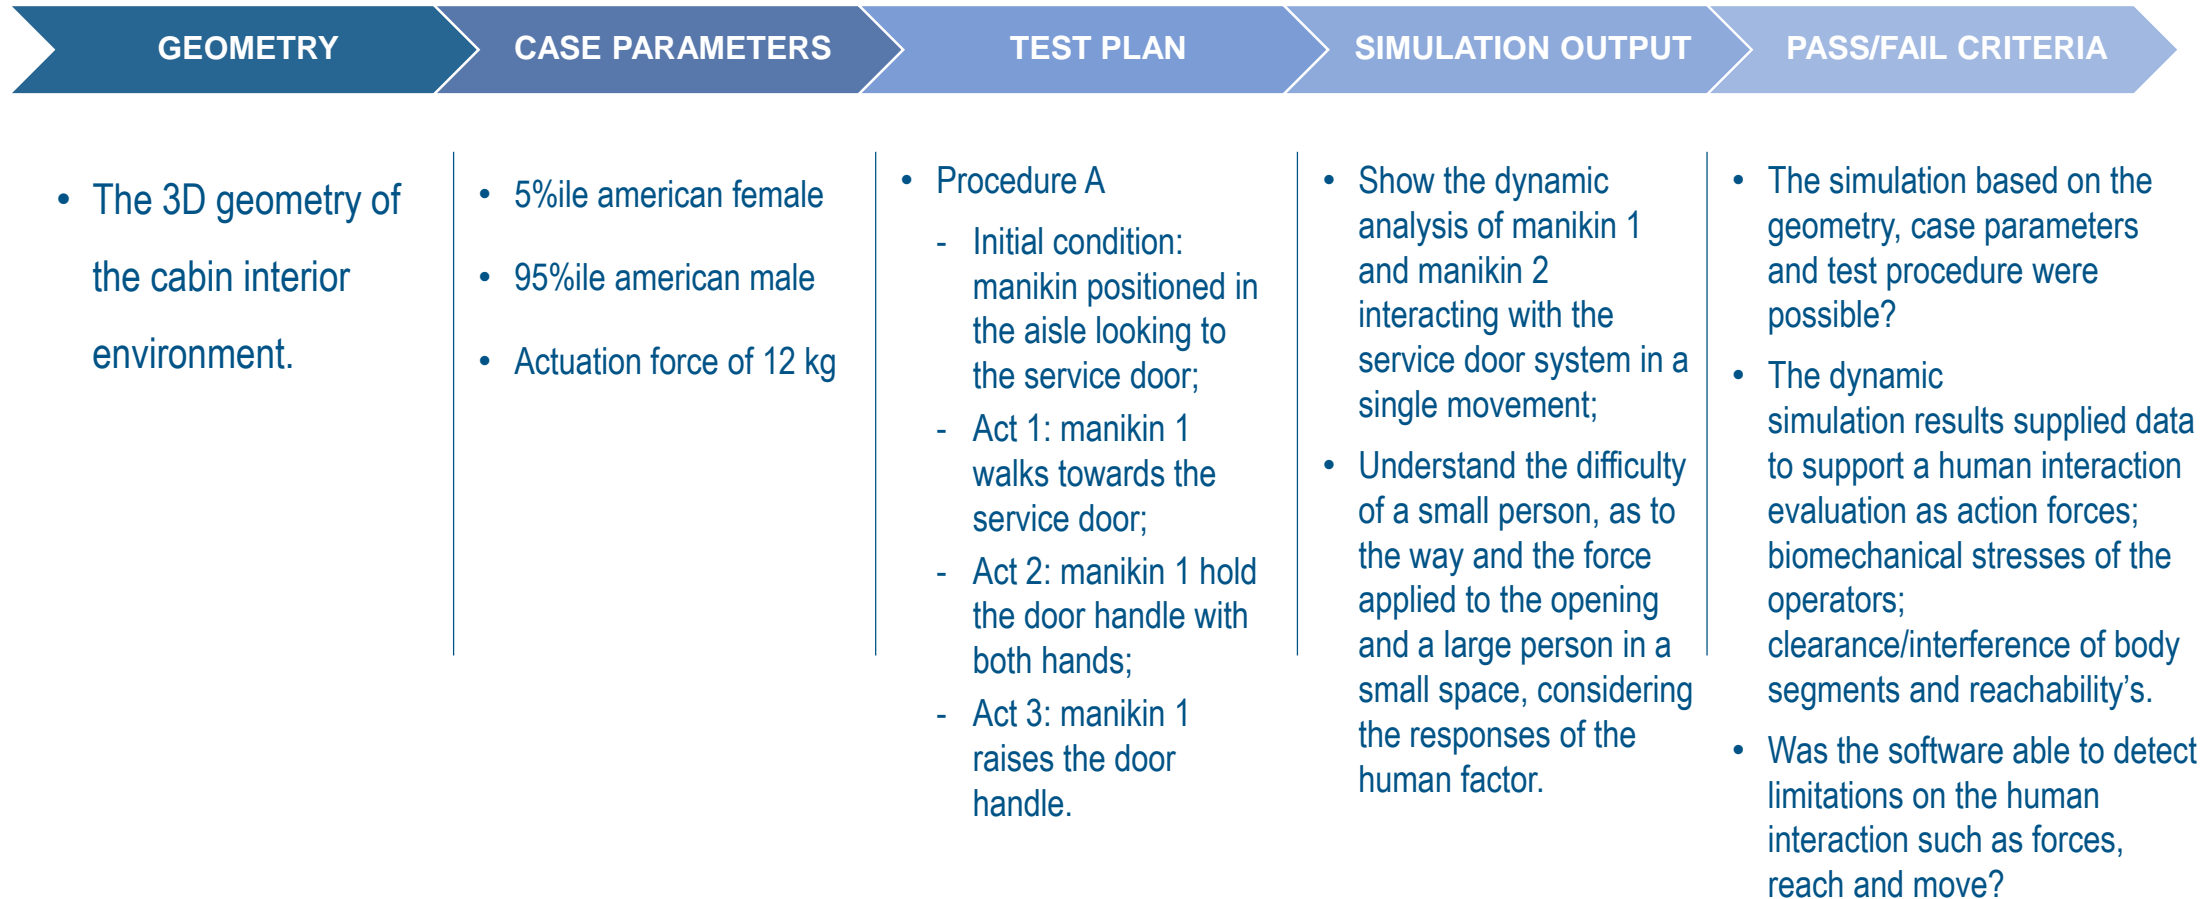 GEOMETRY
CASE PARAMETERS
TEST PLAN
SIMULATION OUTPUT
PASS/FAIL CRITERIA
• The 3D geometry of
the cabin interior
environment.
• 5%ile american female
• 95%ile american male
• Actuation force of 12 kg
• Procedure A
- Initial condition:
manikin positioned in
the aisle looking to
the service door;
- Act 1: manikin 1
walks towards the
service door;
- Act 2: manikin 1 hold
the door handle with
both hands;
- Act 3: manikin 1
raises the door
handle.
• Show the dynamic
analysis of manikin 1
and manikin 2
interacting with the
service door system in a
single movement;
• Understand the difficulty
of a small person, as to
the way and the force
applied to the opening
and a large person in a
small space, considering
the responses of the
human factor.
• The simulation based on the
geometry, case parameters
and test procedure were
possible?
• The dynamic
simulation results supplied data
to support a human interaction
evaluation as action forces;
biomechanical stresses of the
operators;
clearance/interference of body
segments and reachability’s.
• Was the software able to detect
limitations on the human
interaction such as forces,
reach and move?